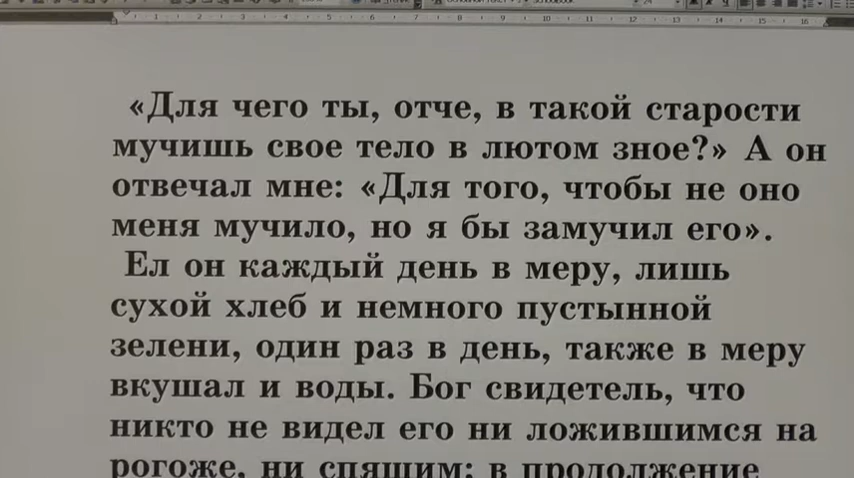 «Для чего ты, отче, в такой старости
мучишь свое тело в лютом зное?» А он
отвечал мне: «Для того, чтобы не оно
меня мучило, но я бы замучил его».
Ел он каждый день в меру, лишь
сухой хлеб и немного пустынной
зелени, один раз в день, также в меру
вкушал и воды. Бог свидетель, что
никто не видел его ни ложившимся на
рогоже, ни спящим; в продолжение